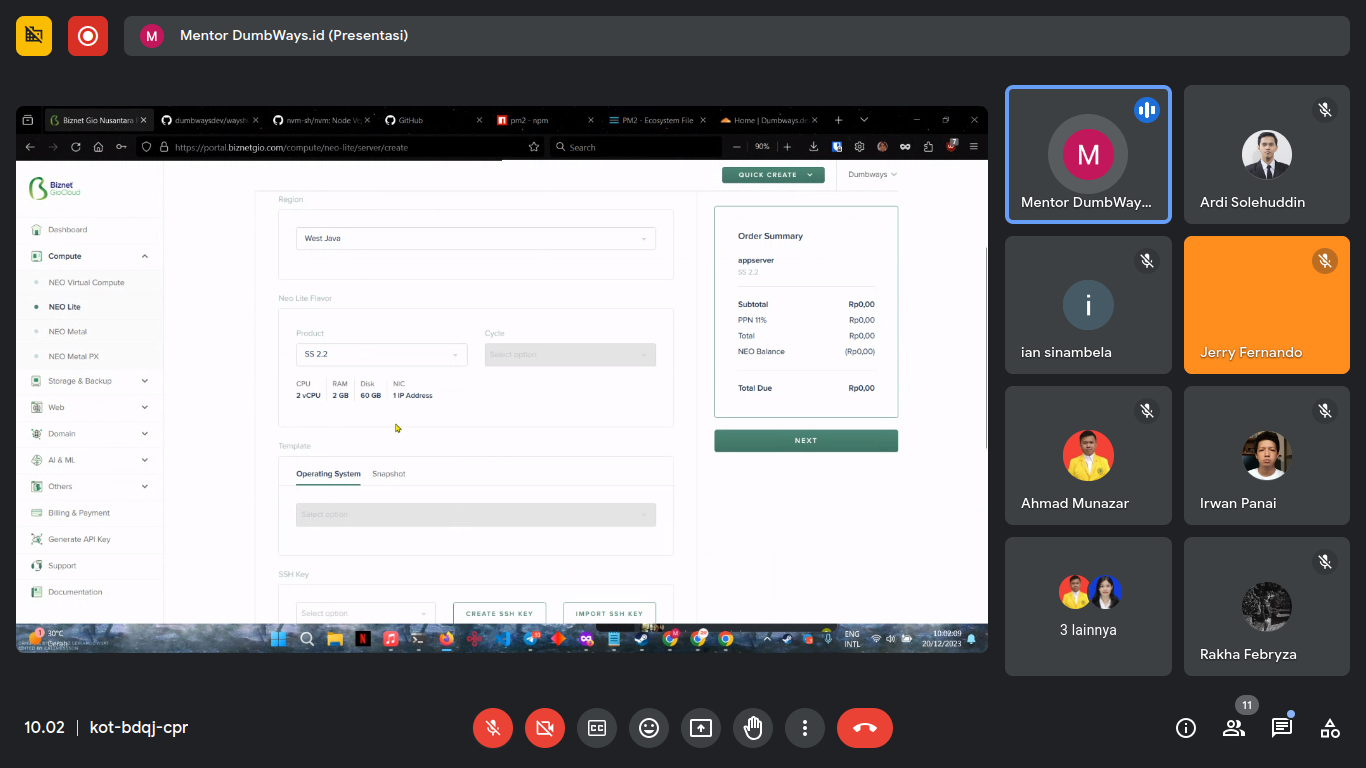 M
Mentor DumbWays.id (Presentasi)
Biznet Gio Nusantara
dumbwaysdev/waysh
nvm-sh/nvm: Node Ve
GitHub
pm2 - npm
PM2 - Ecosystem File
Home | Dumbways.de
https://portal.biznetgio.com/compute/neo-lite/server/create
Search
90%
7
Biznet
GioCloud
QUICK CREATE
Dumbways
Dashboard
Compute
NEO Virtual Compute
NEO Lite
NEO Metal
NEO Metal PX
Storage & Backup
Web
Domain
AI & ML
Others
Billing & Payment
Generate API Key
Support
Documentation
Region
West Java
Neo Lite Flavor
Product
Cycle
SS 2.2
Select option
CPU
RAM
Disk
NIC
2 vCPU
2 GB
60 GB
1 IP Address
Template
Operating System
Snapshot
Select option
SSH Key
Select option
CREATE SSH KEY
IMPORT SSH KEY
Order Summary
appserver
SS 2.2
Subtotal Rp0,00
PPN 11% Rp0,00
Total Rp0,00
NEO Balance (Rp0,00)
Total Due Rp0,00
NEXT
1
30°C
ENG
INTL
10:02:09
20/12/2023
M
Mentor DumbWay...
Ardi Solehuddin
i
ian sinambela
Jerry Fernando
Ahmad Munazar
Irwan Panai
3 lainnya
Rakha Febryza
10.02 | kot-bdqj-cpr
11